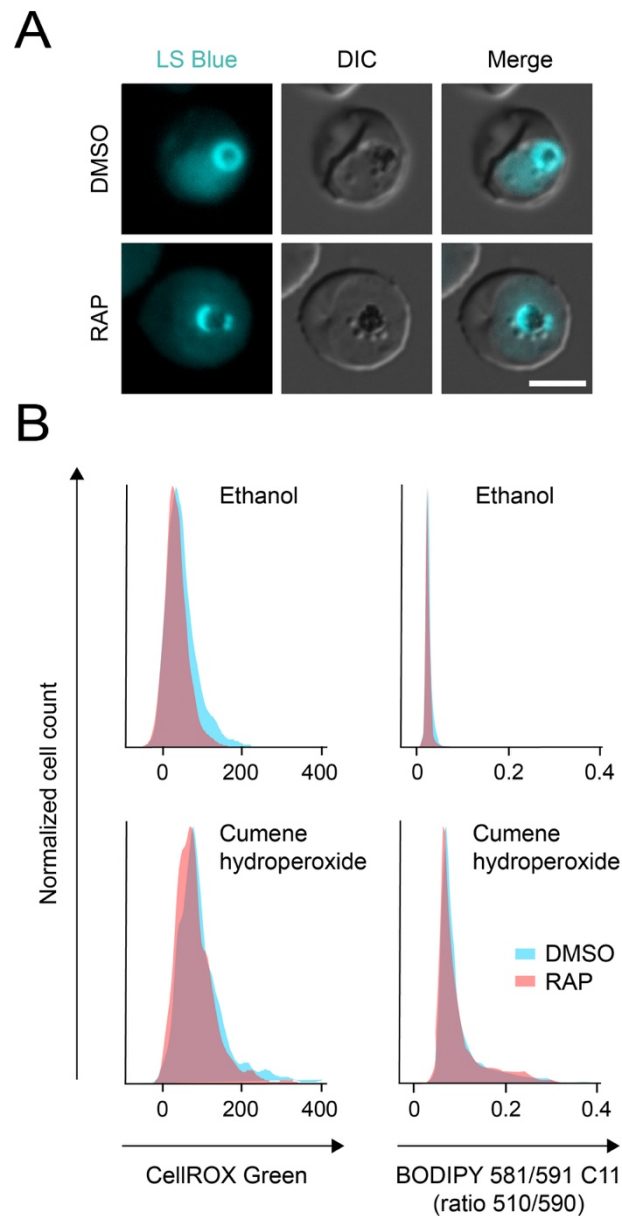 A
LS Blue DIC Merge
DMSO
RAP
B
Normalized cell count
Ethanol
0 200 400
Ethanol
0 0.2 0.4
Cumene
hydroperoxide
0 200 400
CellROX Green
Cumene
hydroperoxide
DMSO
RAP
0 0.2 0.4
BODIPY 581/591 C11
(ratio 510/590)